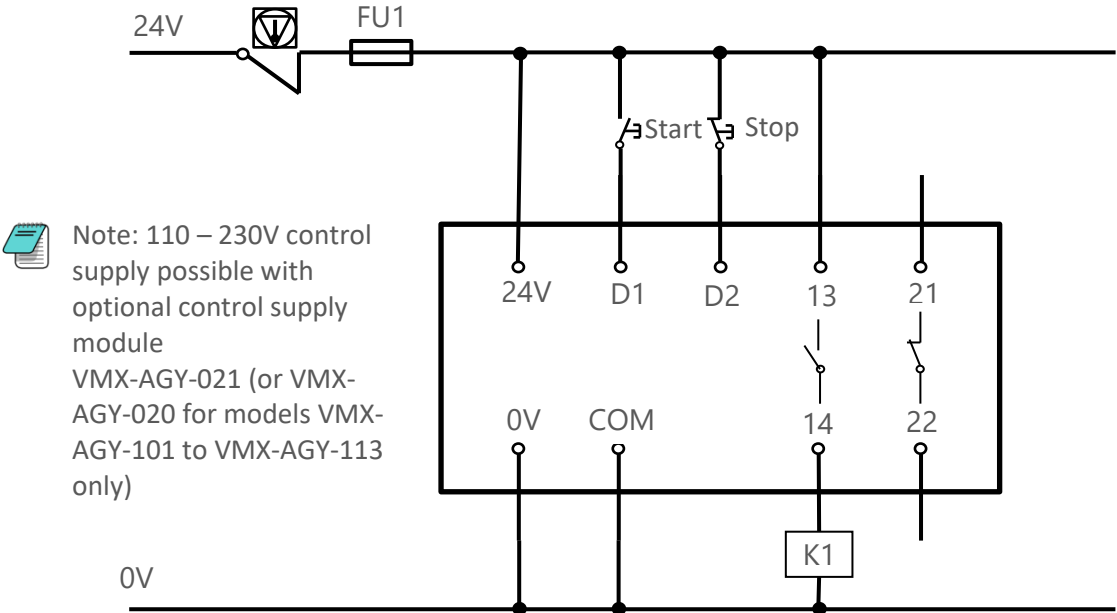 24V
FU1
Start
Stop
Note: 110 – 230V control
supply possible with
optional control supply
module
VMX-AGY-021 (or VMX-
AGY-020 for models VMX-
AGY-101 to VMX-AGY-113
only)
24V D1 D2 13 21
0V COM 14 22
K1
0V